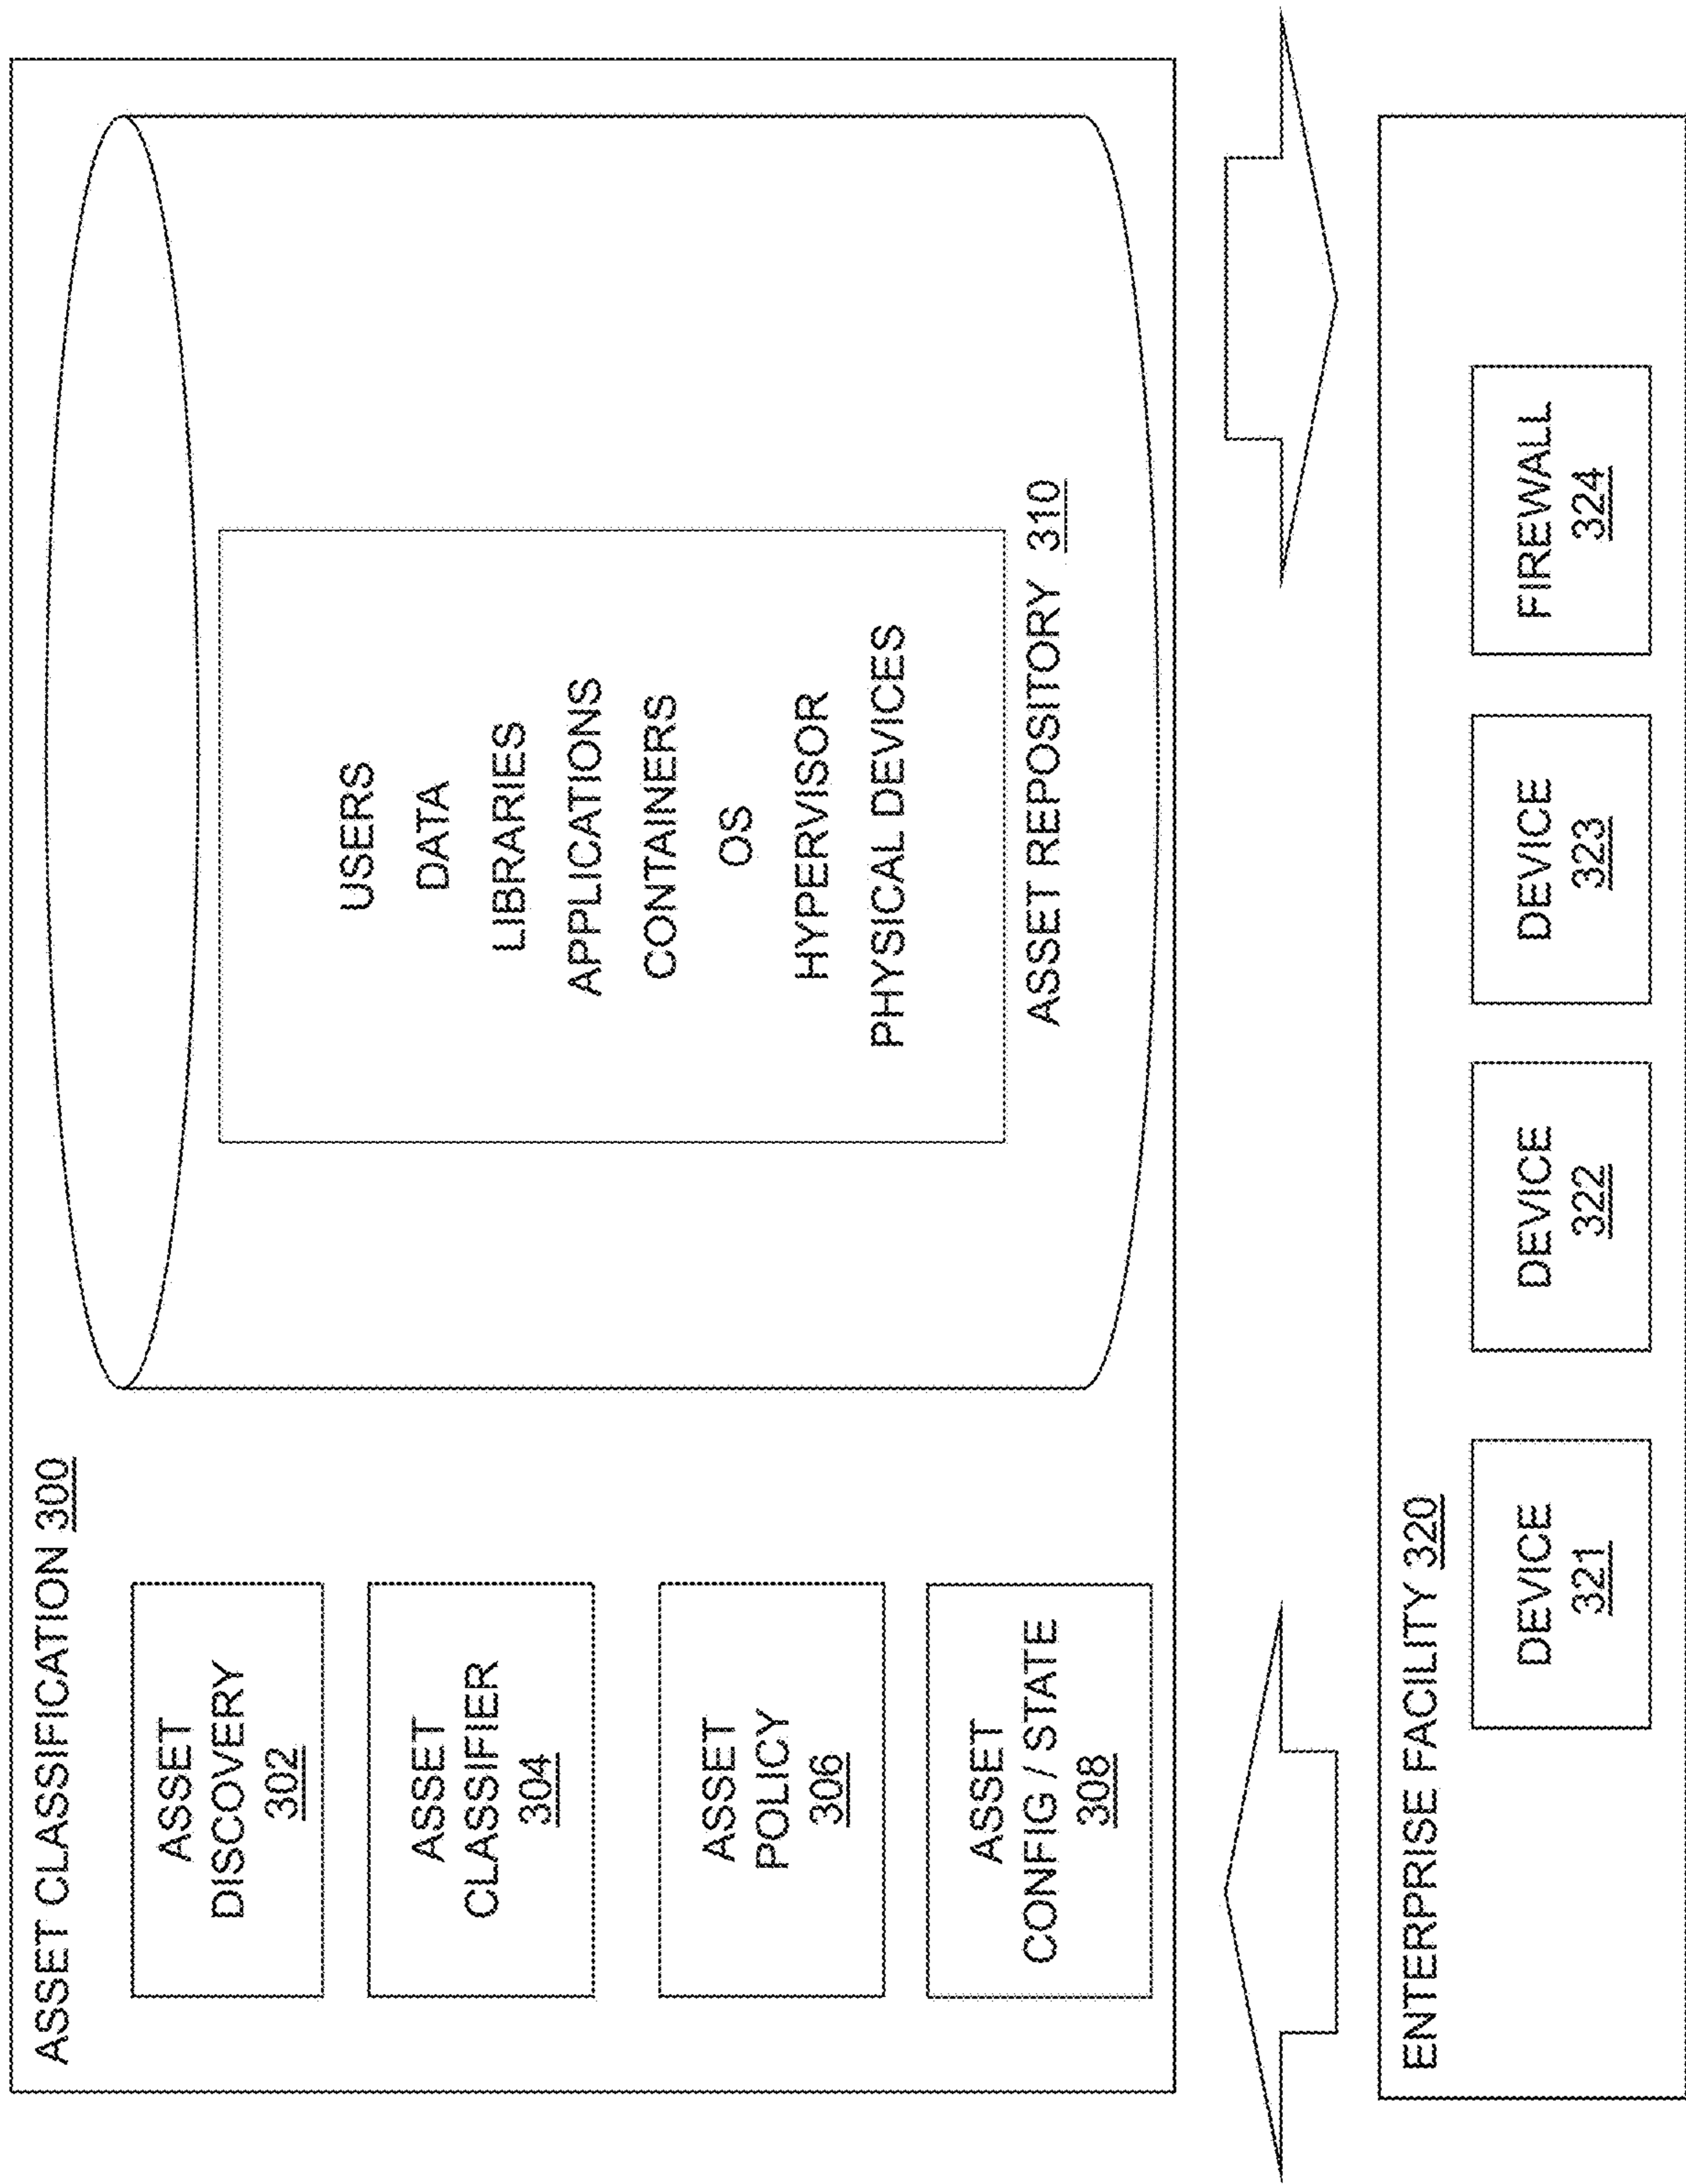 ASSET CLASSIFICATION 300
ASSET
DISCOVERY
302
ASSET
CLASSIFIER
304
ASSET
POLICY
306
ASSET
CONFIG / STATE
308
USERS
DATA
LIBRARIES
APPLICATIONS
CONTAINERS
OS
HYPERVISOR
PHYSICAL DEVICES
ASSET REPOSITORY 310
ENTERPRISE FACILITY 320
DEVICE
321
DEVICE
322
DEVICE
323
FIREWALL
324